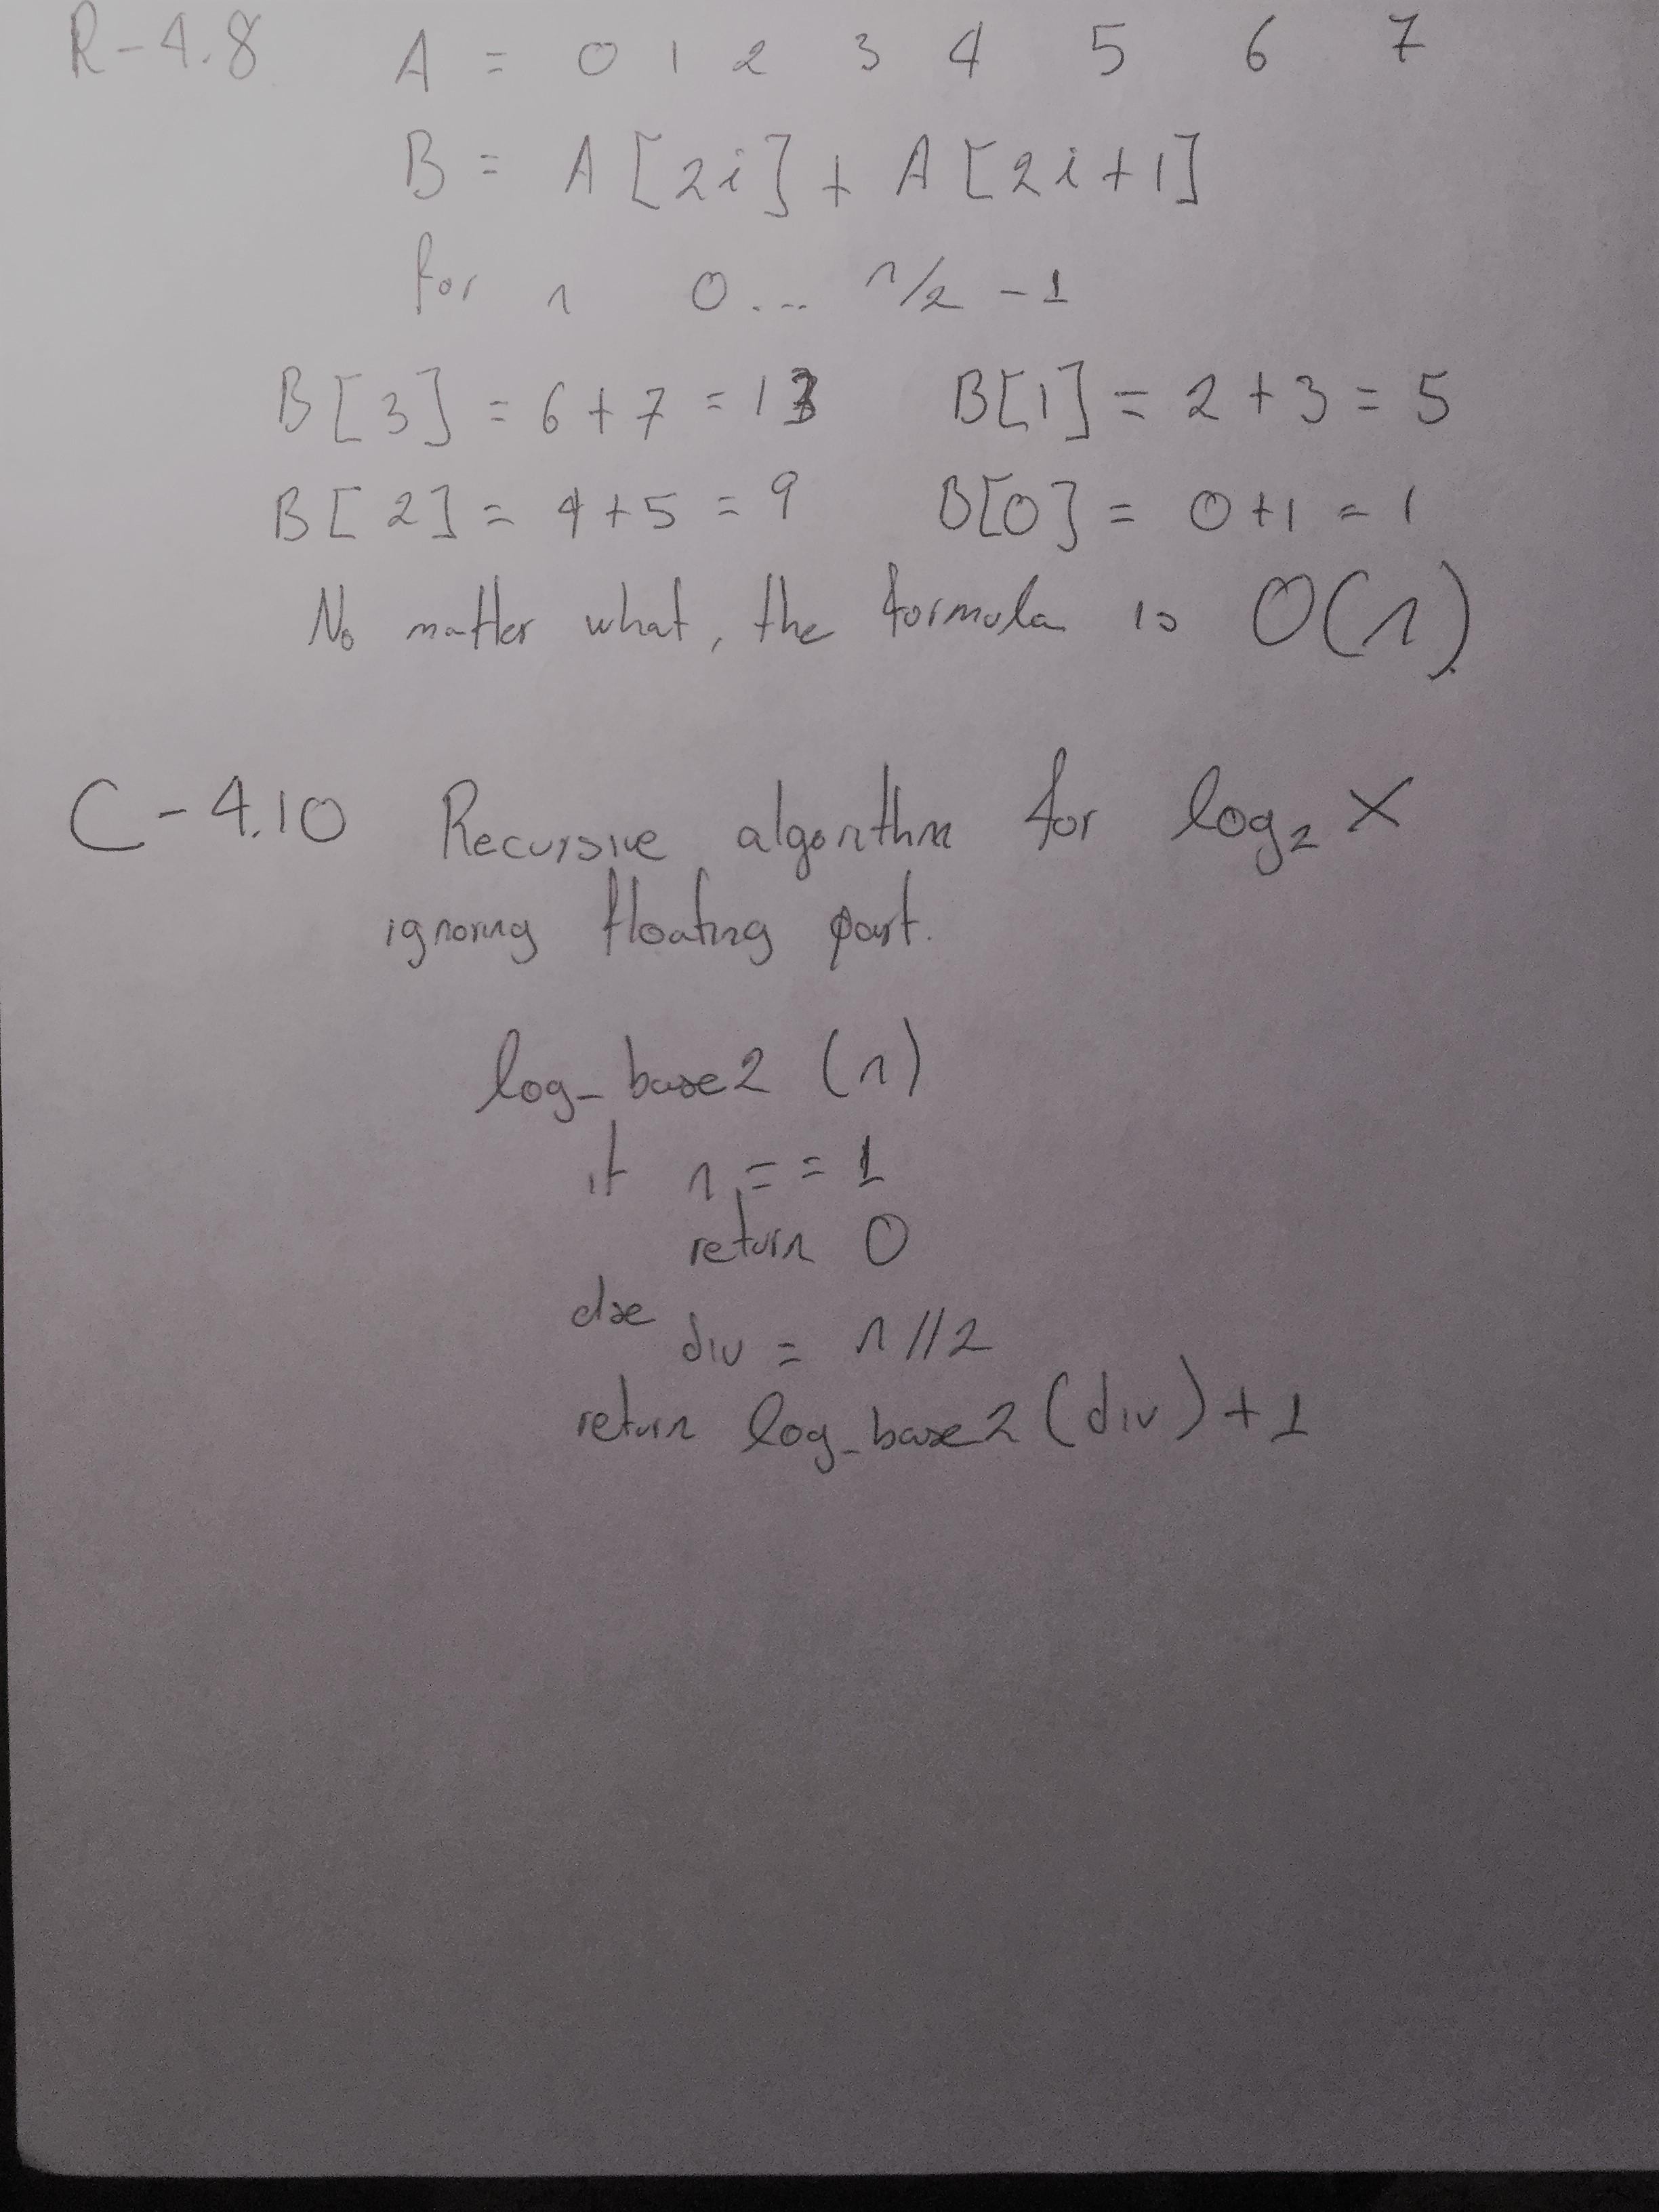 R-4.8 A = 0 1 2 3 4 5 6 7
B = A[2i] + A[2i+1]
for n 0... n/2 - 1
B[3] = 6+7 = 13 B[1] = 2+3 = 5
B[2] = 4+5 = 9 B[0] = 0+1 = 1
No matter what, the formula is O(n)
C-4.10 Recursive algorithm for log₂ x
ignoring floating part.
log_base2 (n)
if n == 1
return 0
else
div = n//2
return log_base2(div)+1